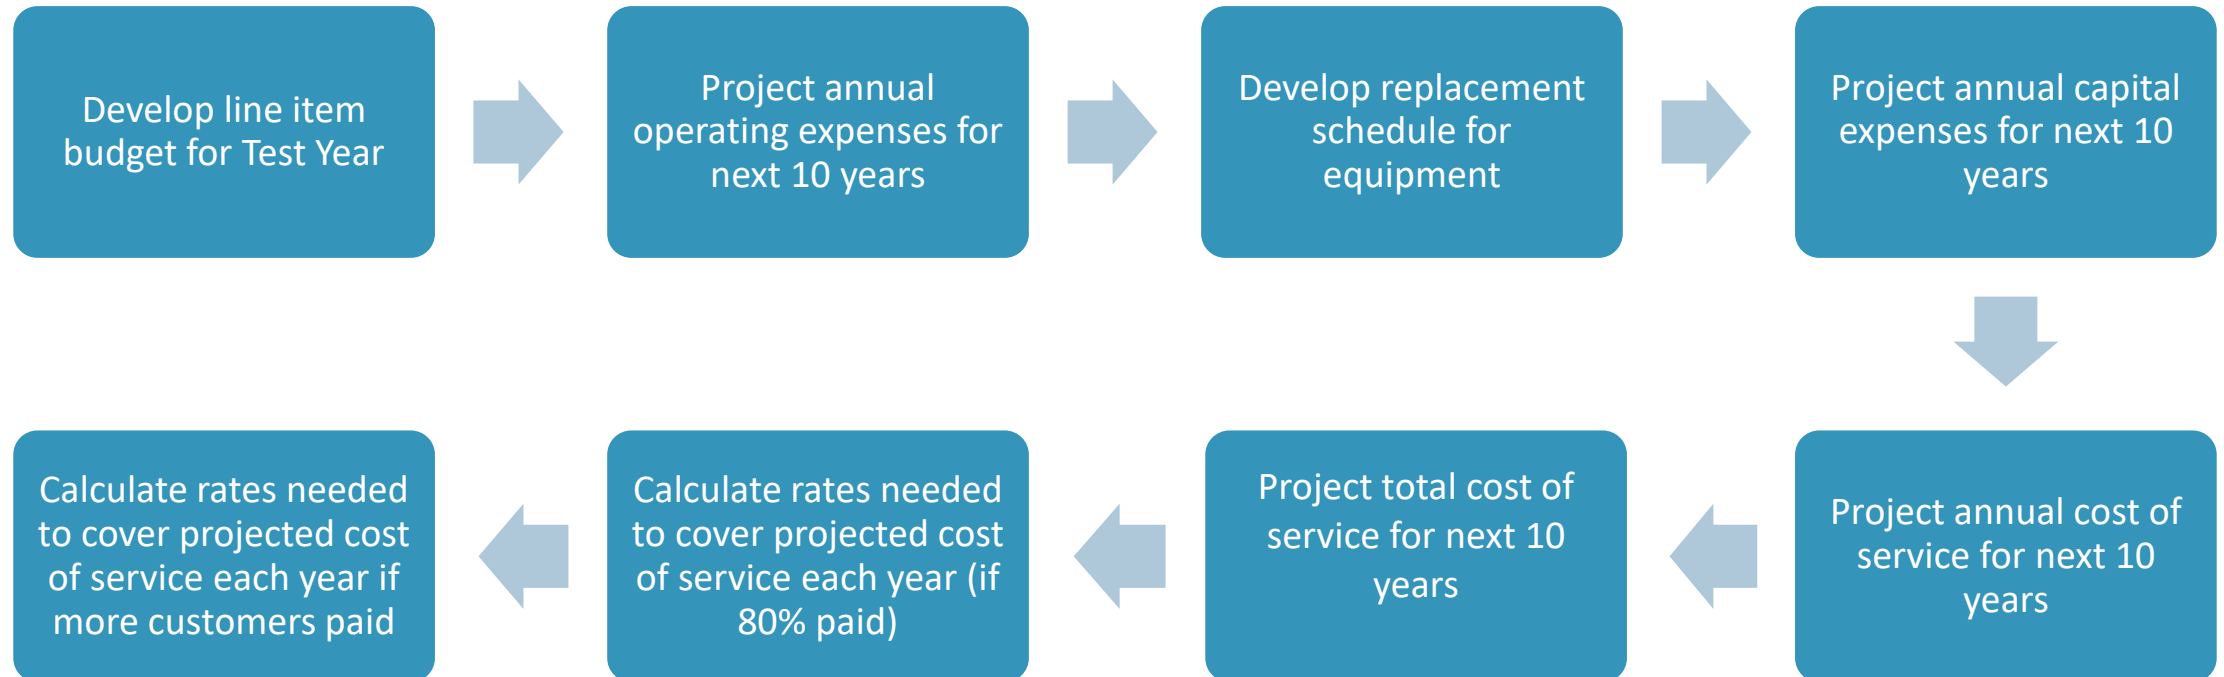 Develop line item
budget for Test Year
Project annual
operating expenses for
next 10 years
Develop replacement
schedule for
equipment
Project annual capital
expenses for next 10
years
Project annual cost of
service for next 10
years
Project total cost of
service for next 10
years
Calculate rates needed
to cover projected cost
of service each year (if
80% paid)
Calculate rates needed
to cover projected cost
of service each year if
more customers paid